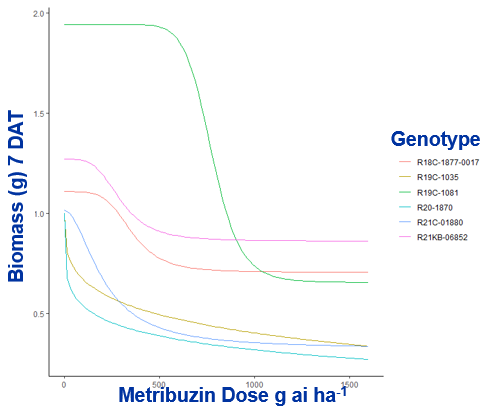 2.0
1.5
1.0
0.5
0
500
1000
1500
Biomass (g) 7 DAT
Metribuzin Dose g ai ha-1
Genotype
R18C-1877-0017
R19C-1035
R19C-1081
R20-1870
R21C-01880
R21KB-06852